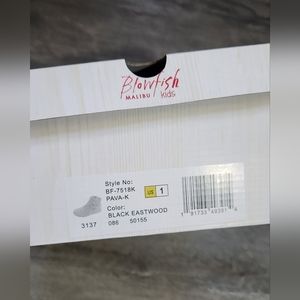 Blowfish
MALIBU kids
Style No:
BF-7518K
PAVA-K
US 1
Color:
BLACK EASTWOOD
3137 086 50155